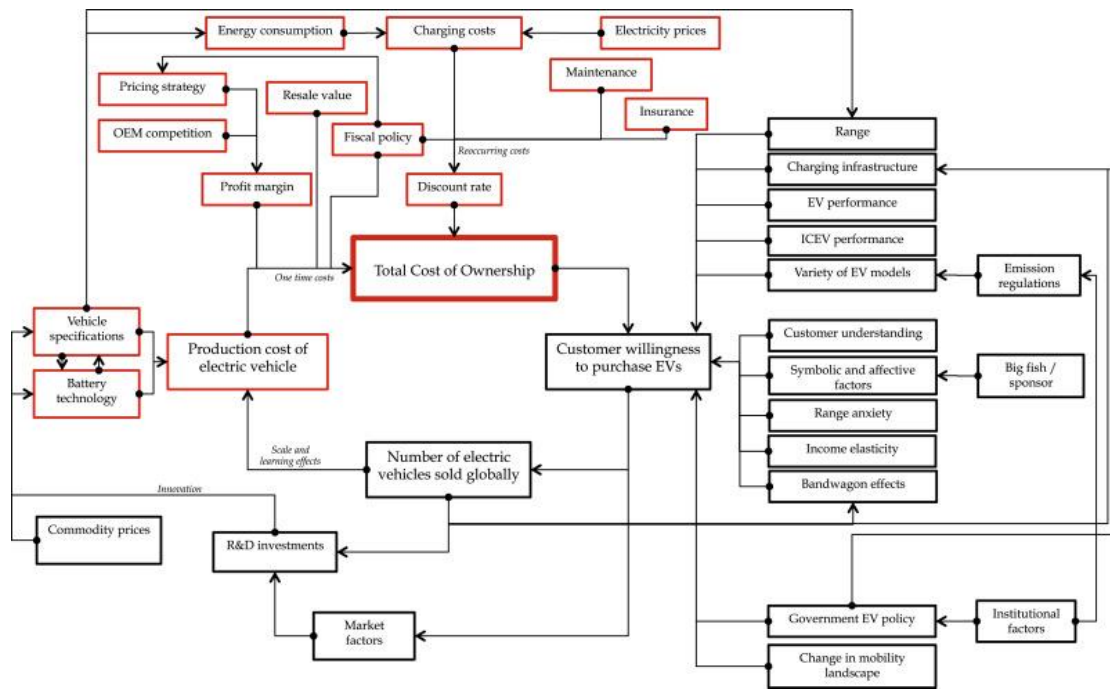 Energy consumption
Charging costs
Electricity prices
Pricing strategy
Resale value
Maintenance
Insurance
OEM competition
Fiscal policy
Reoccurring costs
Range
Charging infrastructure
Profit margin
Discount rate
EV performance
ICEV performance
Total Cost of Ownership
One time costs
Variety of EV models
Emission
regulations
Vehicle
specifications
Production cost of
electric vehicle
Customer willingness
to purchase EVs
Customer understanding
Battery
technology
Symbolic and affective
factors
Big fish /
sponsor
Range anxiety
Scale and
learning effects
Number of electric
vehicles sold globally
Income elasticity
Bandwagon effects
Innovation
Commodity prices
R&D investments
Market
factors
Government EV policy
Institutional
factors
Change in mobility
landscape